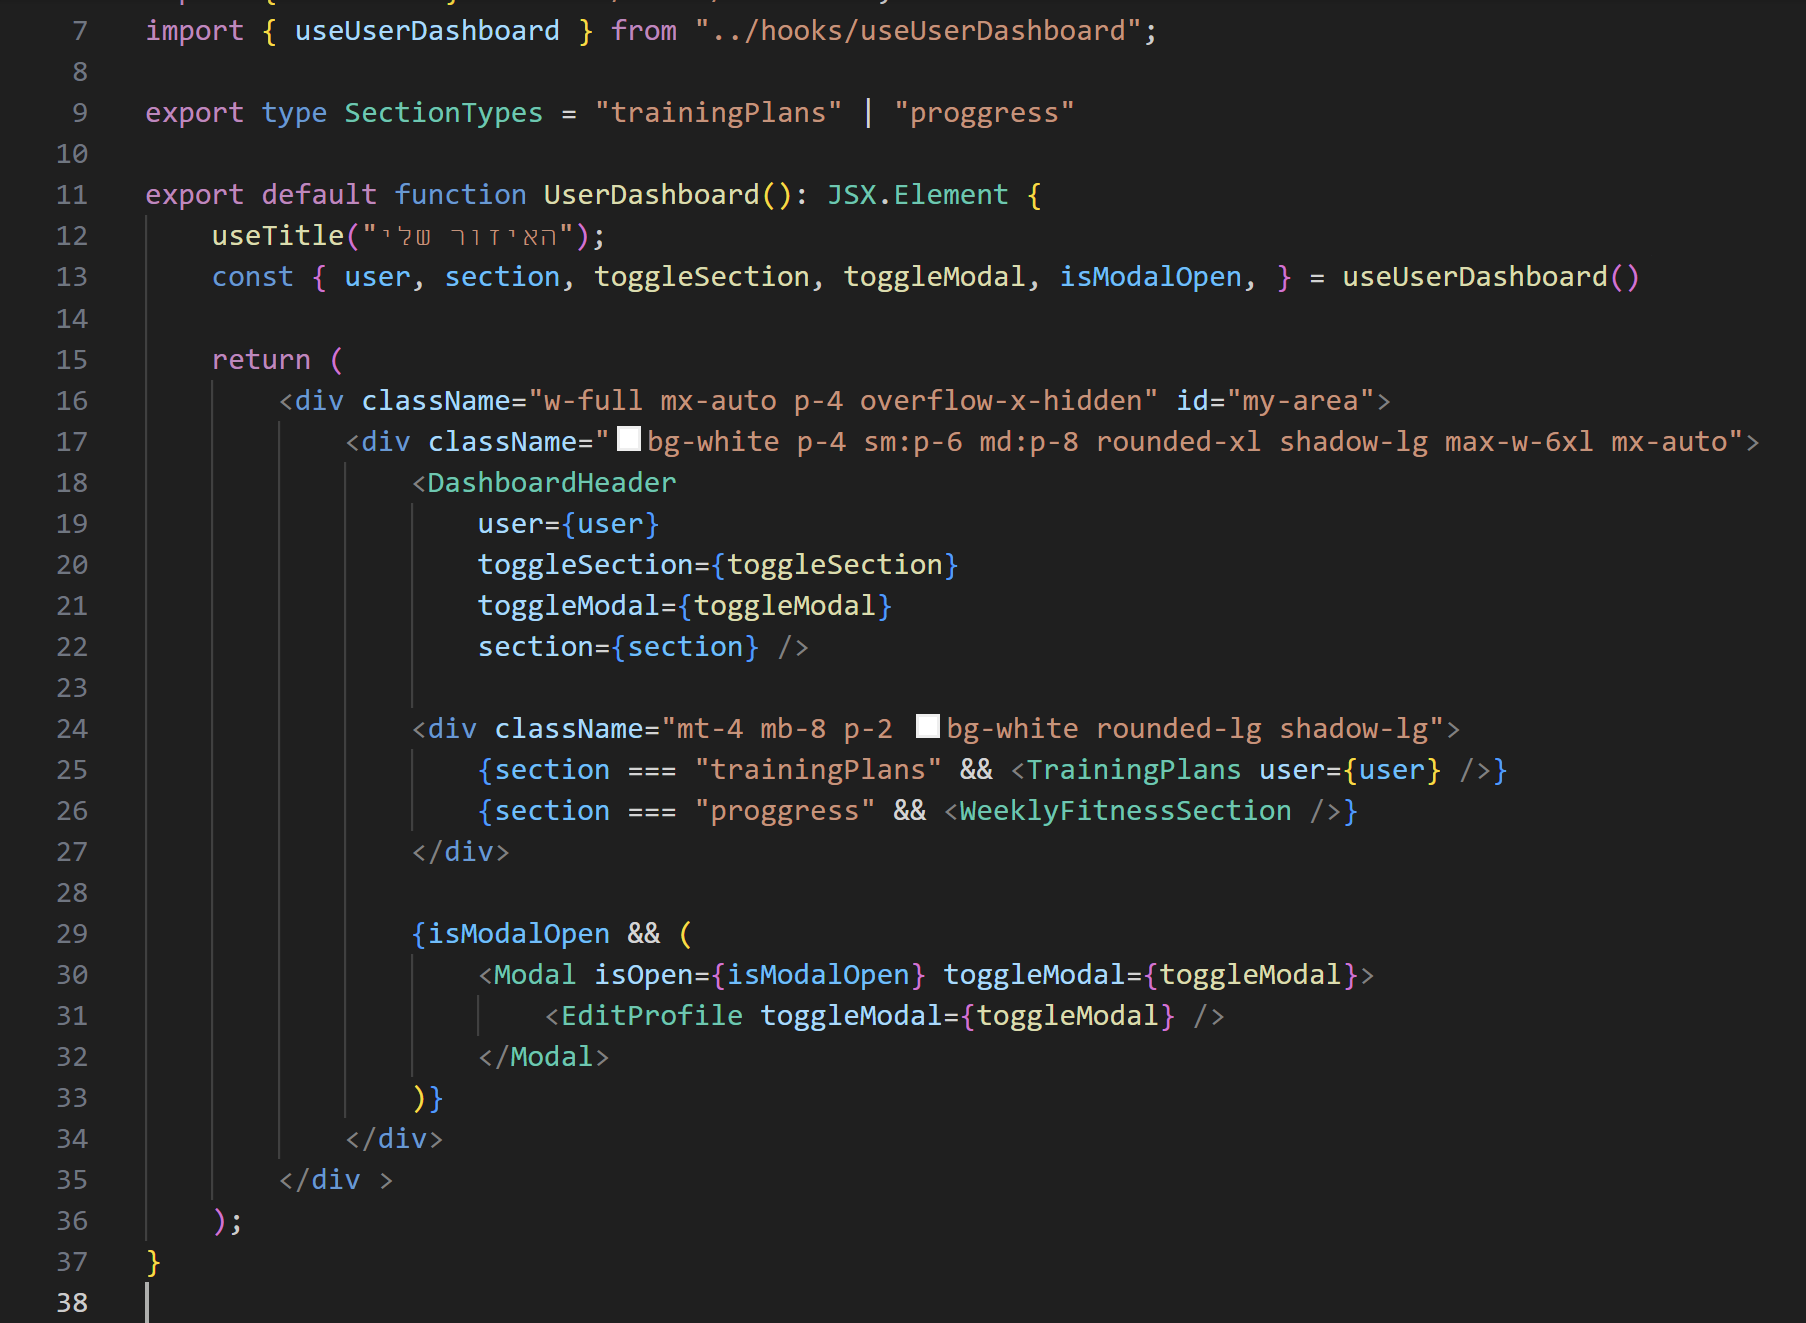 7 import { useUserDashboard } from "../hooks/useUserDashboard";
8
9 export type SectionTypes = "trainingPlans" | "proggress"
10
11 export default function UserDashboard(): JSX.Element {
12 useTitle("האיזור שלי");
13 const { user, section, toggleSection, toggleModal, isModalOpen, } = useUserDashboard()
14
15 return (
16 <div className="w-full mx-auto p-4 overflow-x-hidden" id="my-area">
17 <div className="bg-white p-4 sm:p-6 md:p-8 rounded-xl shadow-lg max-w-6xl mx-auto">
18 <DashboardHeader
19 user={user}
20 toggleSection={toggleSection}
21 toggleModal={toggleModal}
22 section={section} />
23
24 <div className="mt-4 mb-8 p-2 bg-white rounded-lg shadow-lg">
25 {section === "trainingPlans" && <TrainingPlans user={user} />}
26 {section === "proggress" && <WeeklyFitnessSection />}
27 </div>
28
29 {isModalOpen && (
30 <Modal isOpen={isModalOpen} toggleModal={toggleModal}>
31 <EditProfile toggleModal={toggleModal} />
32 </Modal>
33 )}
34 </div>
35 </div >
36 );
37 }
38